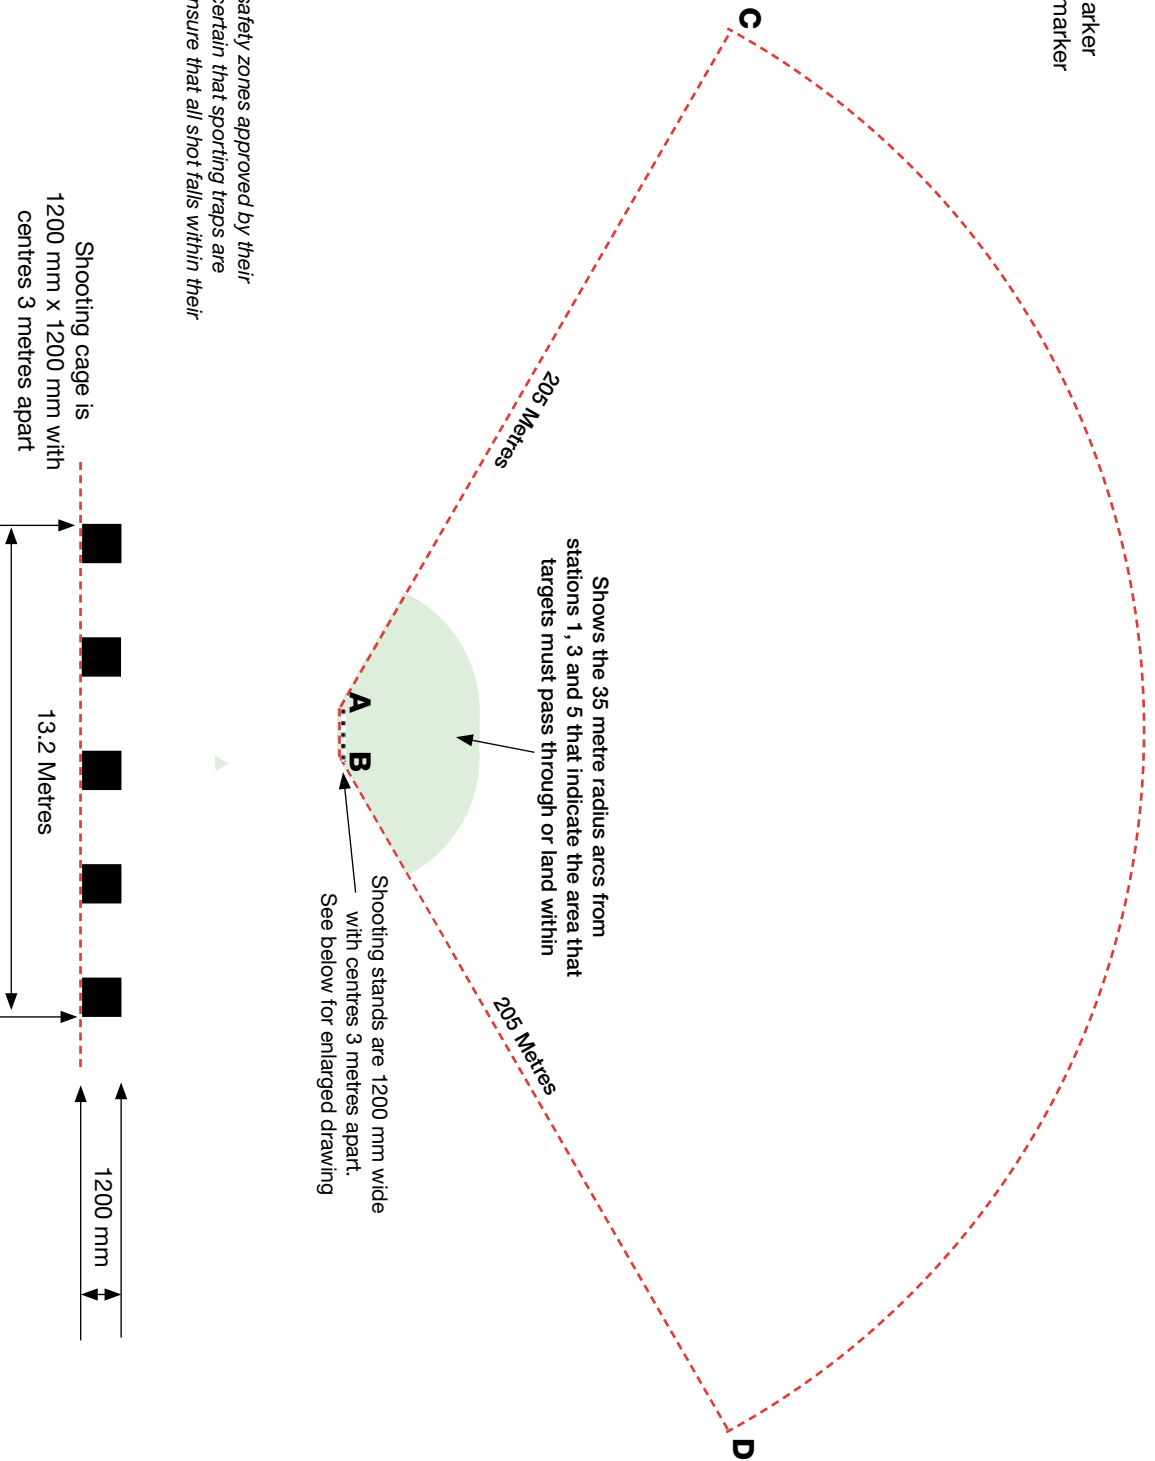 arker
marker
C
205 Metres
Shows the 35 metre radius arcs from
stations 1, 3 and 5 that indicate the area that
targets must pass through or land within
A
B
205 Metres
D
Shooting stands are 1200 mm wide
with centres 3 metres apart.
See below for enlarged drawing
safety zones approved by their
certain that sporting traps are
nsure that all shot falls within their
Shooting cage is
1200 mm x 1200 mm with
centres 3 metres apart
13.2 Metres
1200 mm